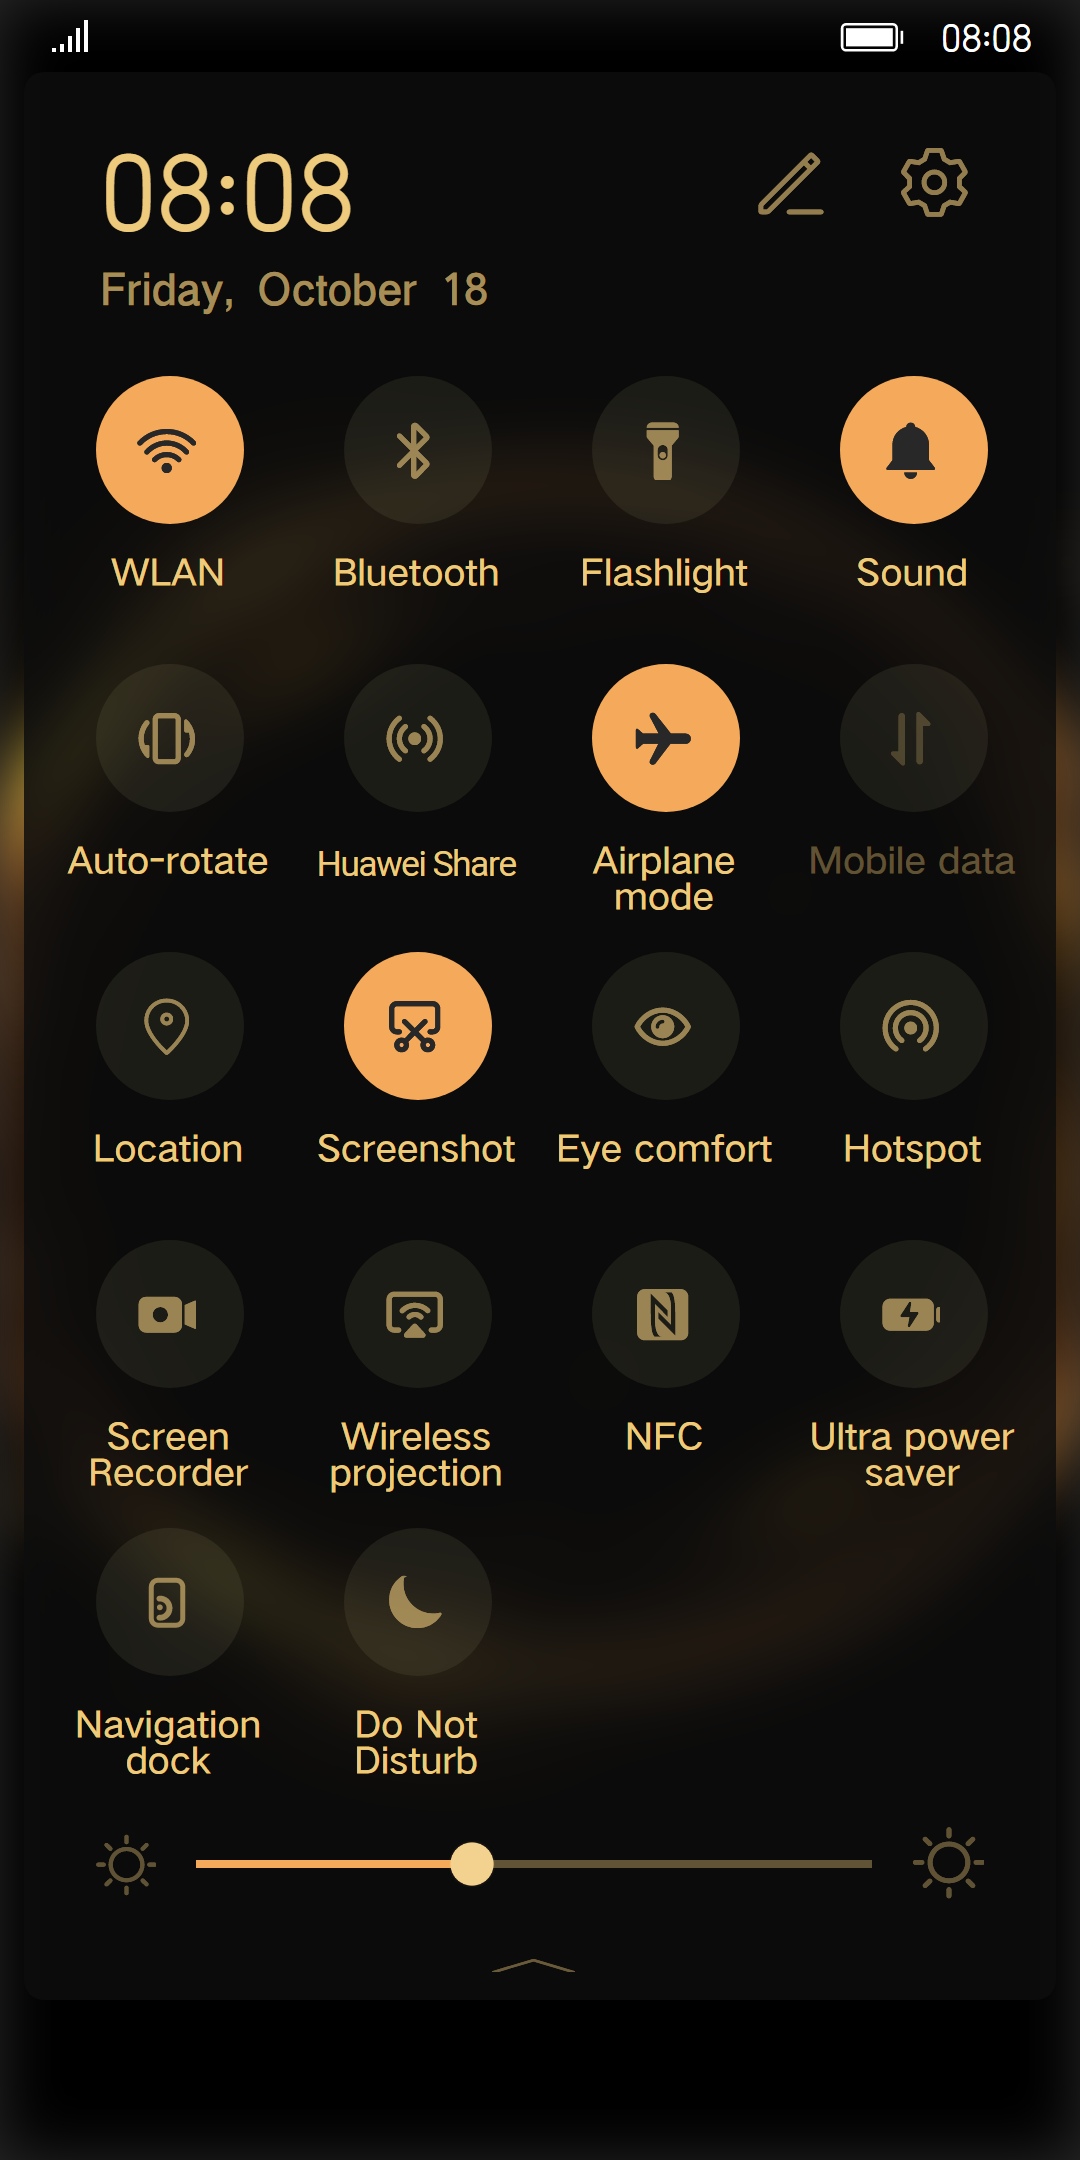 08:08
08:08
Friday, October 18
WLAN
Bluetooth
Flashlight
Sound
Auto-rotate
Huawei Share
Airplane
mode
Mobile data
Location
Screenshot
Eye comfort
Hotspot
Screen
Recorder
Wireless
projection
NFC
Ultra power
saver
Navigation
dock
Do Not
Disturb